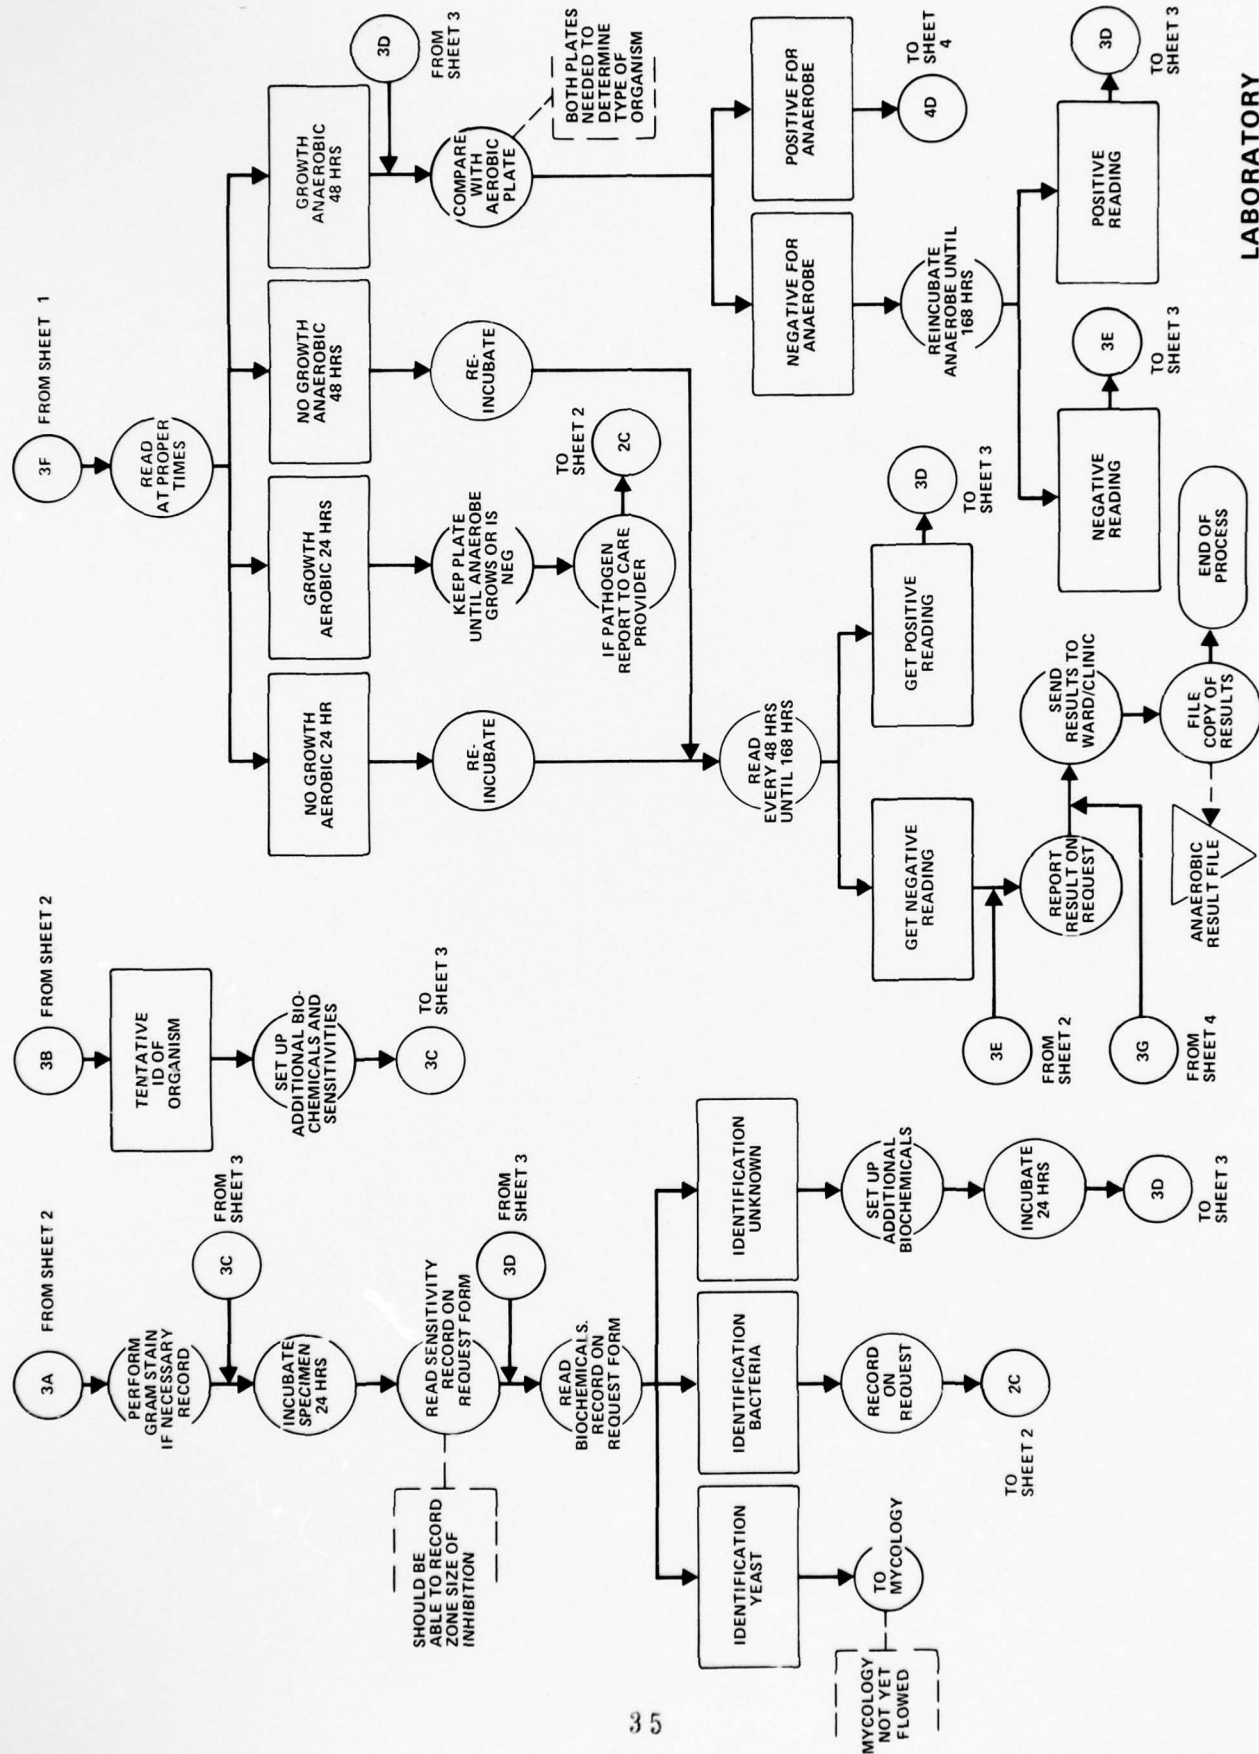 3A
FROM SHEET 2
PERFORM
GRAM STAIN
IF NECESSARY
RECORD
3C
FROM
SHEET 3
INCUBATE
SPECIMEN
24 HRS
READ SENSITIVITY
RECORD ON
REQUEST FORM
SHOULD BE
ABLE TO RECORD
ZONE SIZE OF
INHIBITION
3D
FROM
SHEET 3
READ
BIOCHEMICALS.
RECORD ON
REQUEST FORM
IDENTIFICATION
YEAST
IDENTIFICATION
BACTERIA
IDENTIFICATION
UNKNOWN
TO
MYCOLOGY
MYCOLOGY
NOT YET
FLOWED
RECORD
ON
REQUEST
2C
TO
SHEET 2
SET UP
ADDITIONAL
BIOCHEMICALS
INCUBATE
24 HRS
3D
TO
SHEET 3
3B
FROM SHEET 2
TENTATIVE
ID OF
ORGANISM
SET UP
ADDITIONAL BIO-
CHEMICALS AND
SENSITIVITIES
3C
TO
SHEET 3
3F
FROM SHEET 1
READ
AT PROPER
TIMES
NO GROWTH
AEROBIC 24 HR
GROWTH
AEROBIC 24 HRS
NO GROWTH
ANAEROBIC
48 HRS
GROWTH
ANAEROBIC
48 HRS
3D
FROM
SHEET 3
RE-
INCUBATE
KEEP PLATE
UNTIL ANAEROBE
GROWS OR IS
NEG
RE-
INCUBATE
COMPARE
WITH
AEROBIC
PLATE
BOTH PLATES
NEEDED TO
DETERMINE
TYPE OF
ORGANISM
IF PATHOGEN
REPORT TO CARE
PROVIDER
2C
TO
SHEET 2
READ
EVERY 48 HRS
UNTIL 168 HRS
NEGATIVE FOR
ANAEROBE
POSITIVE FOR
ANAEROBE
GET NEGATIVE
READING
GET POSITIVE
READING
3D
TO
SHEET 3
REINCUBATE
ANAEROBE UNTIL
168 HRS
4D
TO
SHEET
4
3E
FROM
SHEET 2
REPORT
RESULT ON
REQUEST
SEND
RESULTS TO
WARD/CLINIC
NEGATIVE
READING
3E
TO
SHEET 3
POSITIVE
READING
3D
TO
SHEET 3
3G
FROM
SHEET 4
ANAEROBIC
RESULT FILE
FILE
COPY OF
RESULTS
END OF
PROCESS
LABORATORY
35